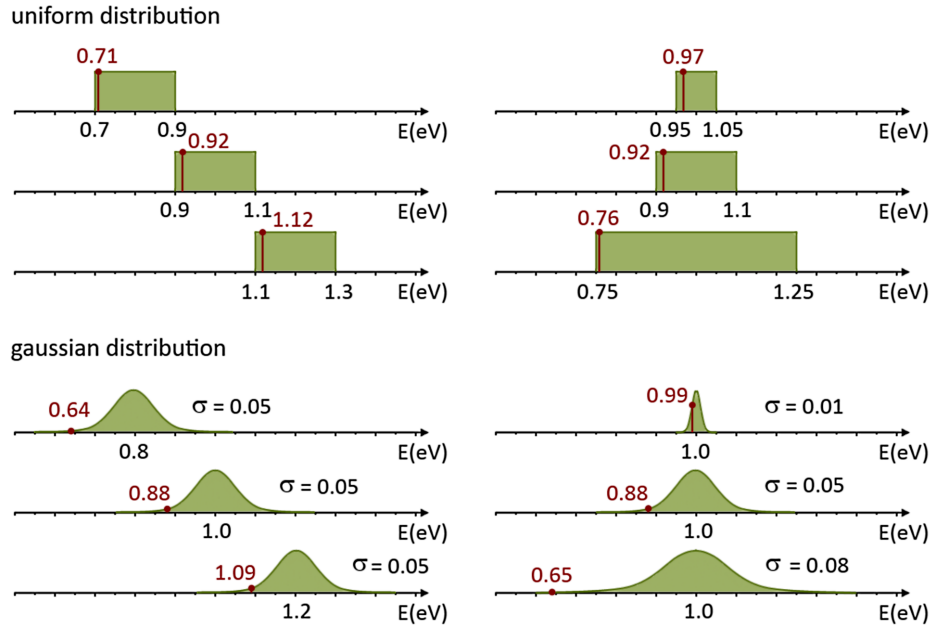 uniform distribution
0.71
0.7 0.9 E(eV)
0.92
0.9 1.1 E(eV)
1.12
1.1 1.3 E(eV)
0.97
0.95 1.05 E(eV)
0.92
0.9 1.1 E(eV)
0.76
0.75 1.25 E(eV)
gaussian distribution
0.64 σ = 0.05
0.8 E(eV)
0.88 σ = 0.05
1.0 E(eV)
1.09 σ = 0.05
1.2 E(eV)
0.99 σ = 0.01
1.0 E(eV)
0.88 σ = 0.05
1.0 E(eV)
0.65 σ = 0.08
1.0 E(eV)